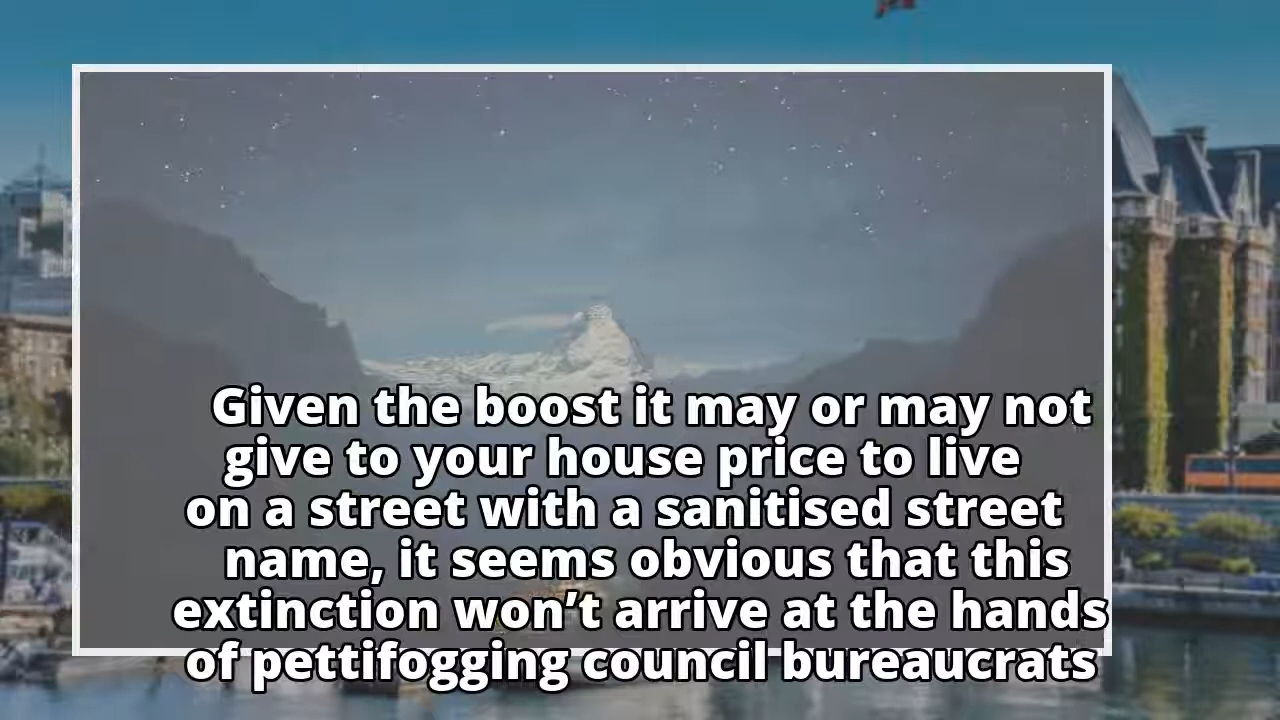 Given the boost it may or may not
give to your house price to live
on a street with a sanitised street
name, it seems obvious that this
extinction won’t arrive at the hands
of pettifogging council bureaucrats